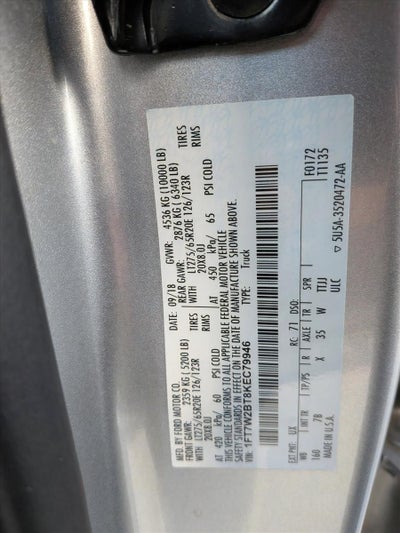 MFD. BY FORD MOTOR CO.
DATE: 09/18 GVWR: 4536 KG (10000 LB)
FRONT GAWR: 2359 KG (5200 LB) REAR GAWR: 2876 KG (6340 LB)
WITH LT275/65R20E 126/123R TIRES WITH LT275/65R20E 126/123R TIRES
20X8.0J RIMS 20X8.0J RIMS
AT 420 kPa/ 60 PSI COLD AT 450 kPa/ 65 PSI COLD
THIS VEHICLE CONFORMS TO ALL APPLICABLE FEDERAL MOTOR VEHICLE
SAFETY STANDARDS IN EFFECT ON THE DATE OF MANUFACTURE SHOWN ABOVE.
VIN: 1FT7W2BT8KEC79946 TYPE: Truck
F0172
T1135
EXT PNT: UX RC: 71 DSO:
WB INT TR TP/PS R AXLE TR SPR
160 7B X 35 W TTJJ
MADE IN U.S.A. ULC
▽ 5U5A-3520472-AA